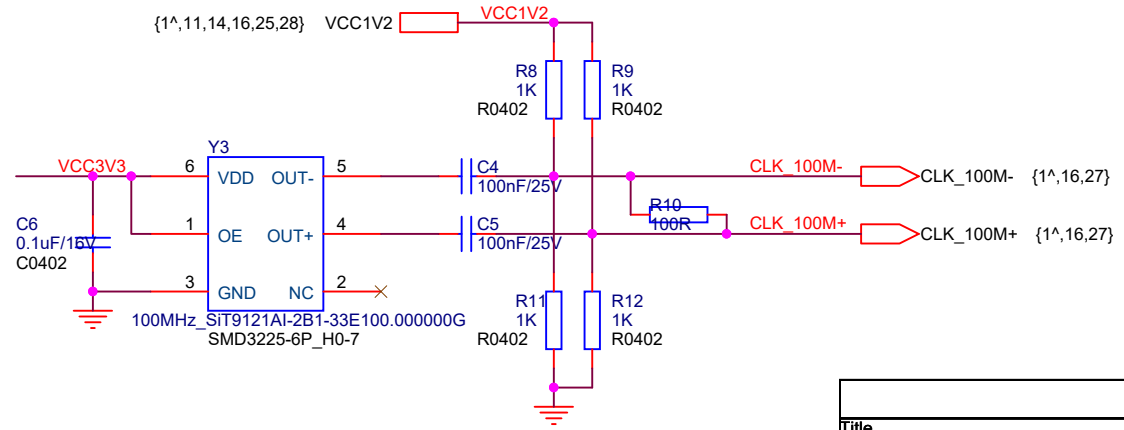 {1^,11,14,16,25,28} VCC1V2
VCC1V2
R8
1K
R0402
R9
1K
R0402
Y3
VCC3V3
6 VDD OUT- 5
1 OE OUT+ 4
3 GND NC 2
C6
0.1uF/16V
C0402
100MHz_SiT9121AI-2B1-33E100.000000G
SMD3225-6P_H0-7
C4
100nF/25V
C5
100nF/25V
R10
100R
CLK_100M-
CLK_100M- {1^,16,27}
CLK_100M+
CLK_100M+ {1^,16,27}
R11
1K
R0402
R12
1K
R0402
Title